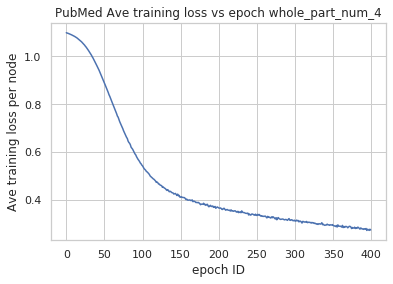 PubMed Ave training loss vs epoch whole_part_num_4
Ave training loss per node
1.0
0.8
0.6
0.4
0 50 100 150 200 250 300 350 400
epoch ID